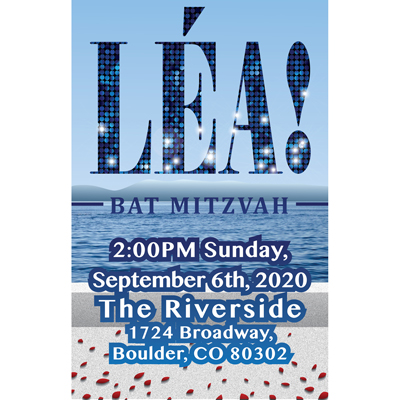 LÉA!
BAT MITZVAH
2:00PM Sunday,
September 6th, 2020
The Riverside
1724 Broadway,
Boulder, CO 80302